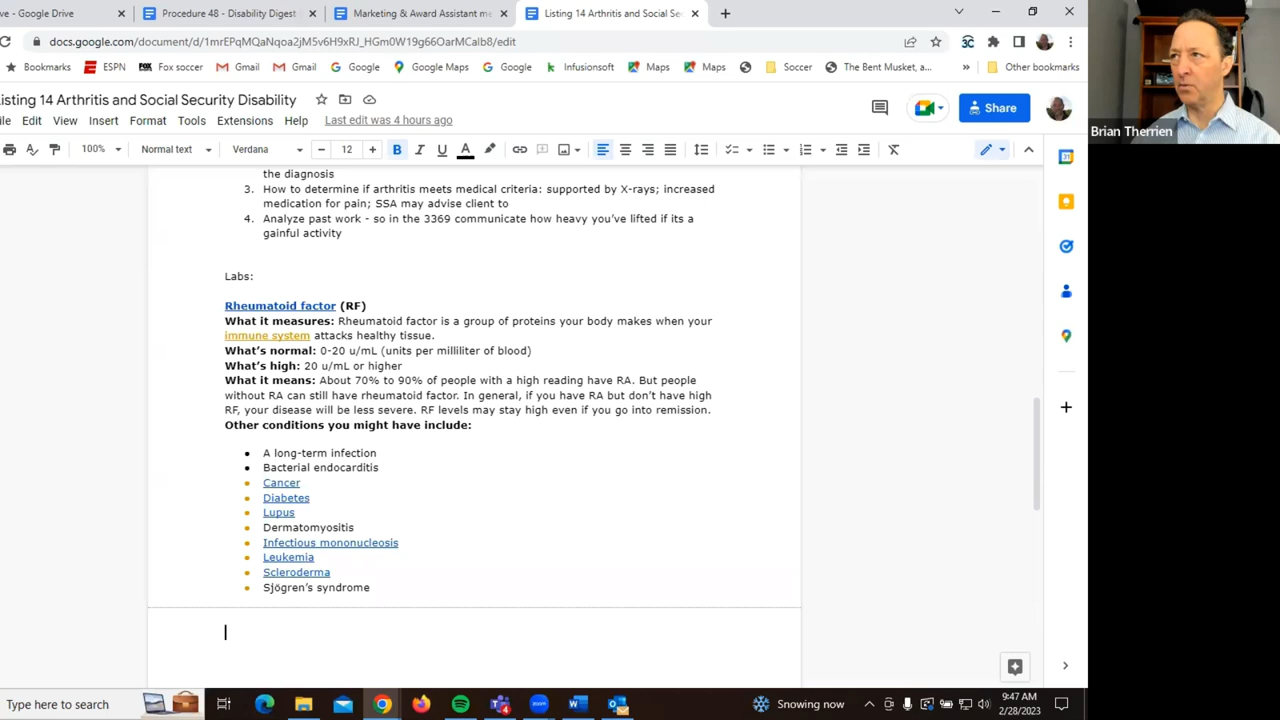 ve - Google Drive
Procedure 48 - Disability Digest
Marketing & Award Assistant m
Listing 14 Arthritis and Social Se
docs.google.com/document/d/1mrEPqMQaNqoa2jM5v6H9xRJ_HGm0W19g66OarMCalb8/edit
Bookmarks ESPN Fox soccer Gmail Gmail Google Google Maps Google Infusionsoft Maps Maps Soccer The Bent Musket, a... » Other bookmarks
isting 14 Arthritis and Social Security Disability
ile Edit View Insert Format Tools Extensions Help Last edit was 4 hours ago
Share
100% Normal text Verdana 12 B I U A
Brian Therrien
the diagnosis
3. How to determine if arthritis meets medical criteria: supported by X-rays; increased
medication for pain; SSA may advise client to
4. Analyze past work - so in the 3369 communicate how heavy you've lifted if its a
gainful activity
Labs:
Rheumatoid factor (RF)
What it measures: Rheumatoid factor is a group of proteins your body makes when your
immune system attacks healthy tissue.
What's normal: 0-20 u/mL (units per milliliter of blood)
What's high: 20 u/mL or higher
What it means: About 70% to 90% of people with a high reading have RA. But people
without RA can still have rheumatoid factor. In general, if you have RA but don't have high
RF, your disease will be less severe. RF levels may stay high even if you go into remission.
Other conditions you might have include:
A long-term infection
Bacterial endocarditis
Cancer
Diabetes
Lupus
Dermatomyositis
Infectious mononucleosis
Leukemia
Scleroderma
Sjögren's syndrome
Type here to search
Snowing now
9:47 AM
2/28/2023